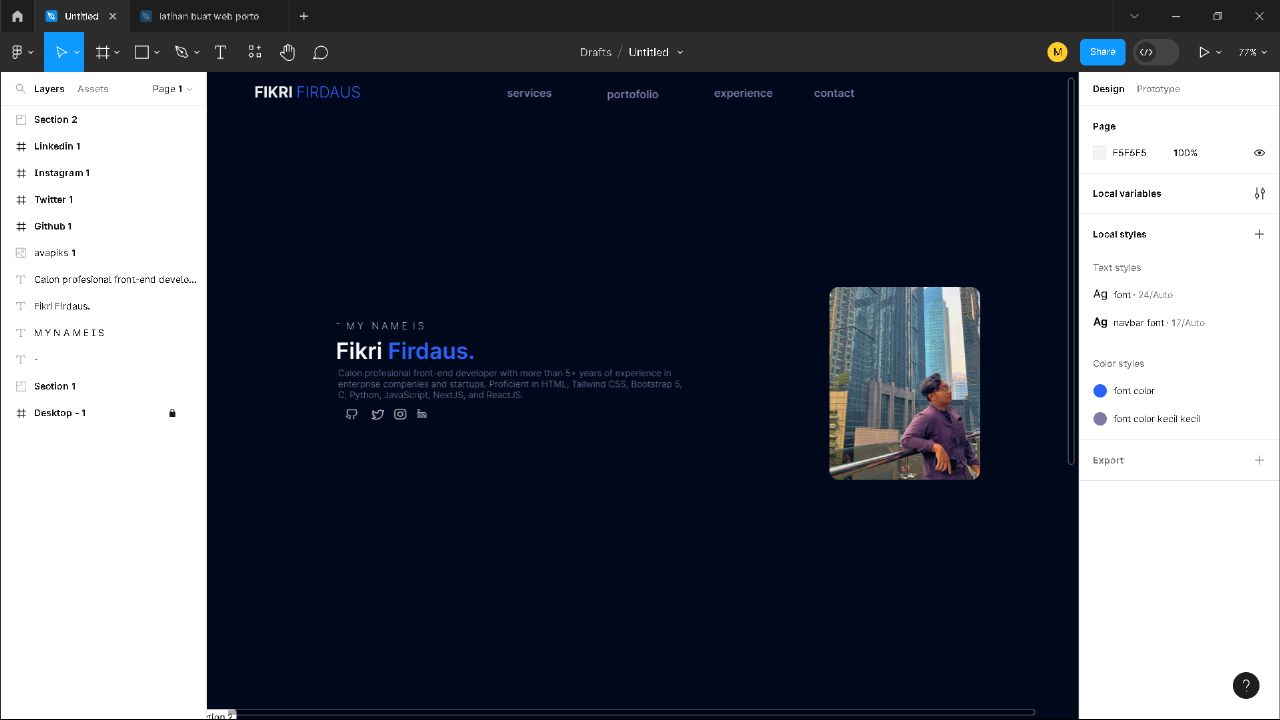 Untitled
latihan buat web porto
Drafts / Untitled
M
Share
77%
Layers
Assets
Page 1
Section 2
Linkedin 1
Instagram 1
Twitter 1
Github 1
avapiks 1
Calon profesional front-end develo...
Fikri Firdaus.
M Y N A M E I S
-
Section 1
Desktop - 1
FIKRI FIRDAUS
services
portofolio
experience
contact
- MY NAME IS
Fikri Firdaus.
Calon profesional front-end developer with more than 5+ years of experience in
enterprise companies and startups. Proficient in HTML, Tailwind CSS, Bootstrap 5,
C, Python, JavaScript, NextJS, and ReactJS.
ction 2
Design
Prototype
Page
F5F5F5
100%
Local variables
Local styles
Text styles
Ag font · 24/Auto
Ag navbar font · 17/Auto
Color styles
font color
font color kecil kecil
Export
?